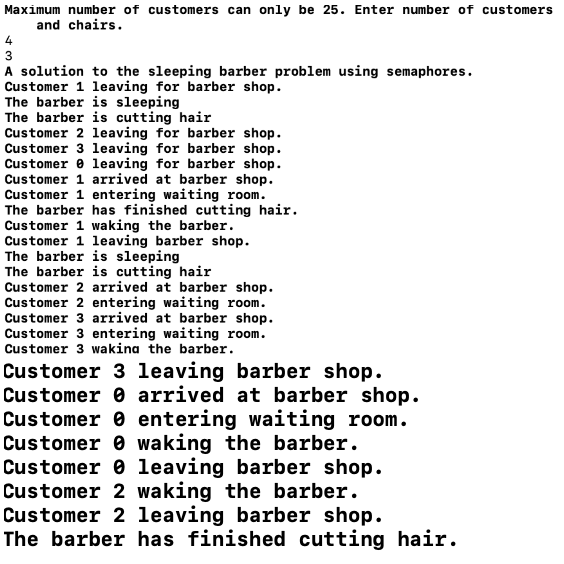 Maximum number of customers can only be 25. Enter number of customers
and chairs.
4
3
A solution to the sleeping barber problem using semaphores.
Customer 1 leaving for barber shop.
The barber is sleeping
The barber is cutting hair
Customer 2 leaving for barber shop.
Customer 3 leaving for barber shop.
Customer 0 leaving for barber shop.
Customer 1 arrived at barber shop.
Customer 1 entering waiting room.
The barber has finished cutting hair.
Customer 1 waking the barber.
Customer 1 leaving barber shop.
The barber is sleeping
The barber is cutting hair
Customer 2 arrived at barber shop.
Customer 2 entering waiting room.
Customer 3 arrived at barber shop.
Customer 3 entering waiting room.
Customer 3 waking the barber.
Customer 3 leaving barber shop.
Customer 0 arrived at barber shop.
Customer 0 entering waiting room.
Customer 0 waking the barber.
Customer 0 leaving barber shop.
Customer 2 waking the barber.
Customer 2 leaving barber shop.
The barber has finished cutting hair.